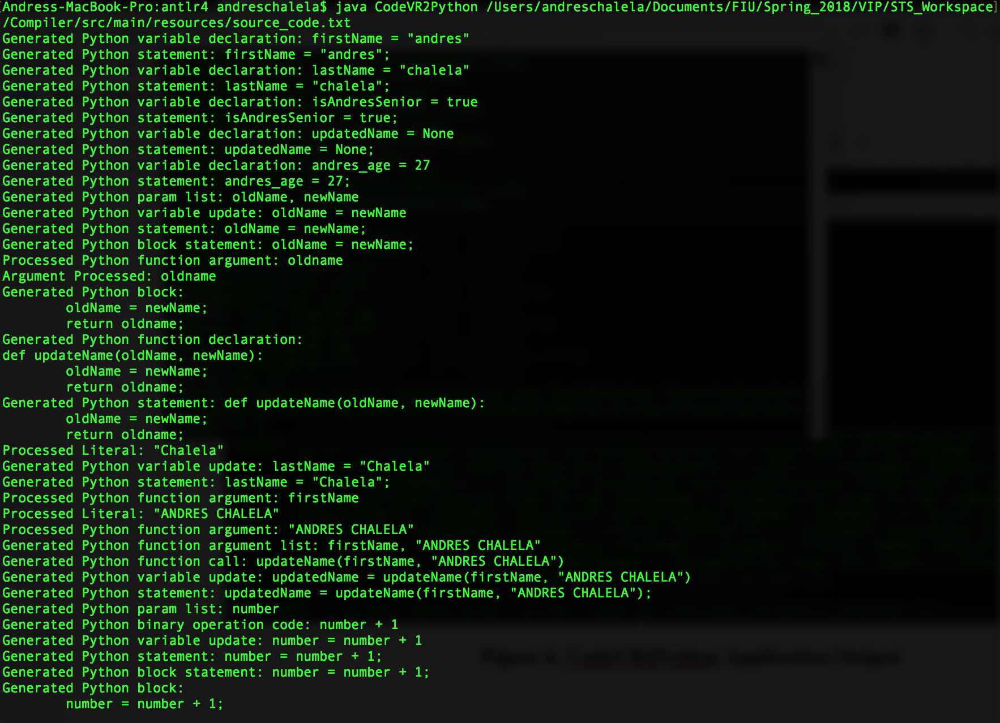 [Andress-MacBook-Pro:antlr4 andreschalela$ java CodeVR2Python /Users/andreschalela/Documents/FIU/Spring_2018/VIP/STS_Workspace]
/Compiler/src/main/resources/source_code.txt
Generated Python variable declaration: firstName = "andres"
Generated Python statement: firstName = "andres";
Generated Python variable declaration: lastName = "chalela"
Generated Python statement: lastName = "chalela";
Generated Python variable declaration: isAndresSenior = true
Generated Python statement: isAndresSenior = true;
Generated Python variable declaration: updatedName = None
Generated Python statement: updatedName = None;
Generated Python variable declaration: andres_age = 27
Generated Python statement: andres_age = 27;
Generated Python param list: oldName, newName
Generated Python variable update: oldName = newName
Generated Python statement: oldName = newName;
Generated Python block statement: oldName = newName;
Processed Python function argument: oldname
Argument Processed: oldname
Generated Python block:
        oldName = newName;
        return oldname;
Generated Python function declaration:
def updateName(oldName, newName):
        oldName = newName;
        return oldname;
Generated Python statement: def updateName(oldName, newName):
        oldName = newName;
        return oldname;
Processed Literal: "Chalela"
Generated Python variable update: lastName = "Chalela"
Generated Python statement: lastName = "Chalela";
Processed Python function argument: firstName
Processed Literal: "ANDRES CHALELA"
Processed Python function argument: "ANDRES CHALELA"
Generated Python function argument list: firstName, "ANDRES CHALELA"
Generated Python function call: updateName(firstName, "ANDRES CHALELA")
Generated Python variable update: updatedName = updateName(firstName, "ANDRES CHALELA")
Generated Python statement: updatedName = updateName(firstName, "ANDRES CHALELA");
Generated Python param list: number
Generated Python binary operation code: number + 1
Generated Python variable update: number = number + 1
Generated Python statement: number = number + 1;
Generated Python block statement: number = number + 1;
Generated Python block:
        number = number + 1;